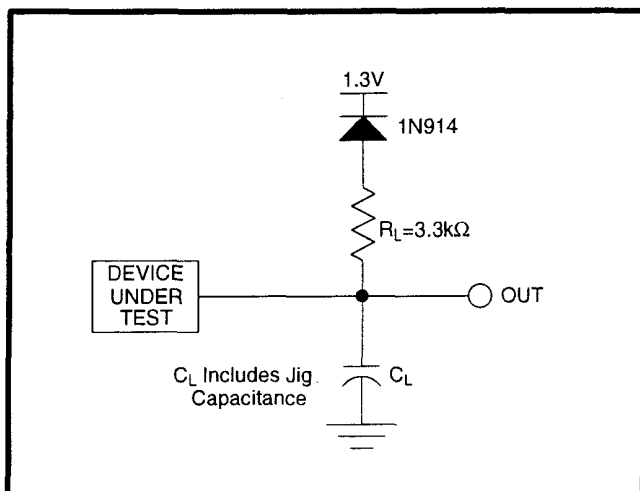 1.3V
1N914
R_L=3.3kΩ
DEVICE
UNDER
TEST
OUT
C_L Includes Jig
Capacitance
C_L